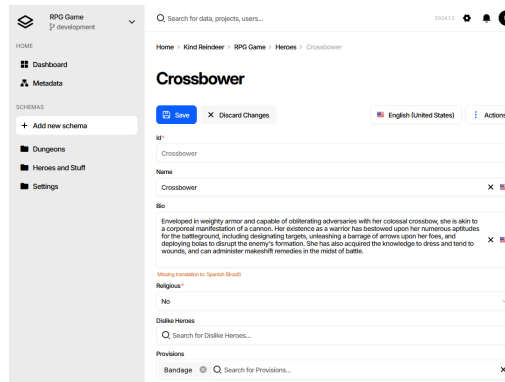 RPG Game
development
Search for data, projects, users...
2024.1.2
HOME
Home > Kind Reindeer > RPG Game > Heroes > Crossbower
Dashboard
Metadata
Crossbower
SCHEMAS
Save
Discard Changes
English (United States)
Actions
+ Add new schema
Id*
Crossbower
Dungeons
Heroes and Stuff
Settings
Name
Crossbower
Bio
Enveloped in weighty armor and capable of obliterating adversaries with her colossal crossbow, she is akin to
a corporeal manifestation of a cannon. Her existence as a warrior has bestowed upon her numerous aptitudes
for the battleground, including designating targets, unleashing a barrage of arrows upon her foes, and
deploying bolas to disrupt the enemy's formation. She has also acquired the knowledge to dress and tend to
wounds, and can administer makeshift remedies in the midst of battle.
Missing translation to: Spanish (Brazil)
Religious*
No
Dislike Heroes
Search for Dislike Heroes...
Provisions
Bandage
Search for Provisions...